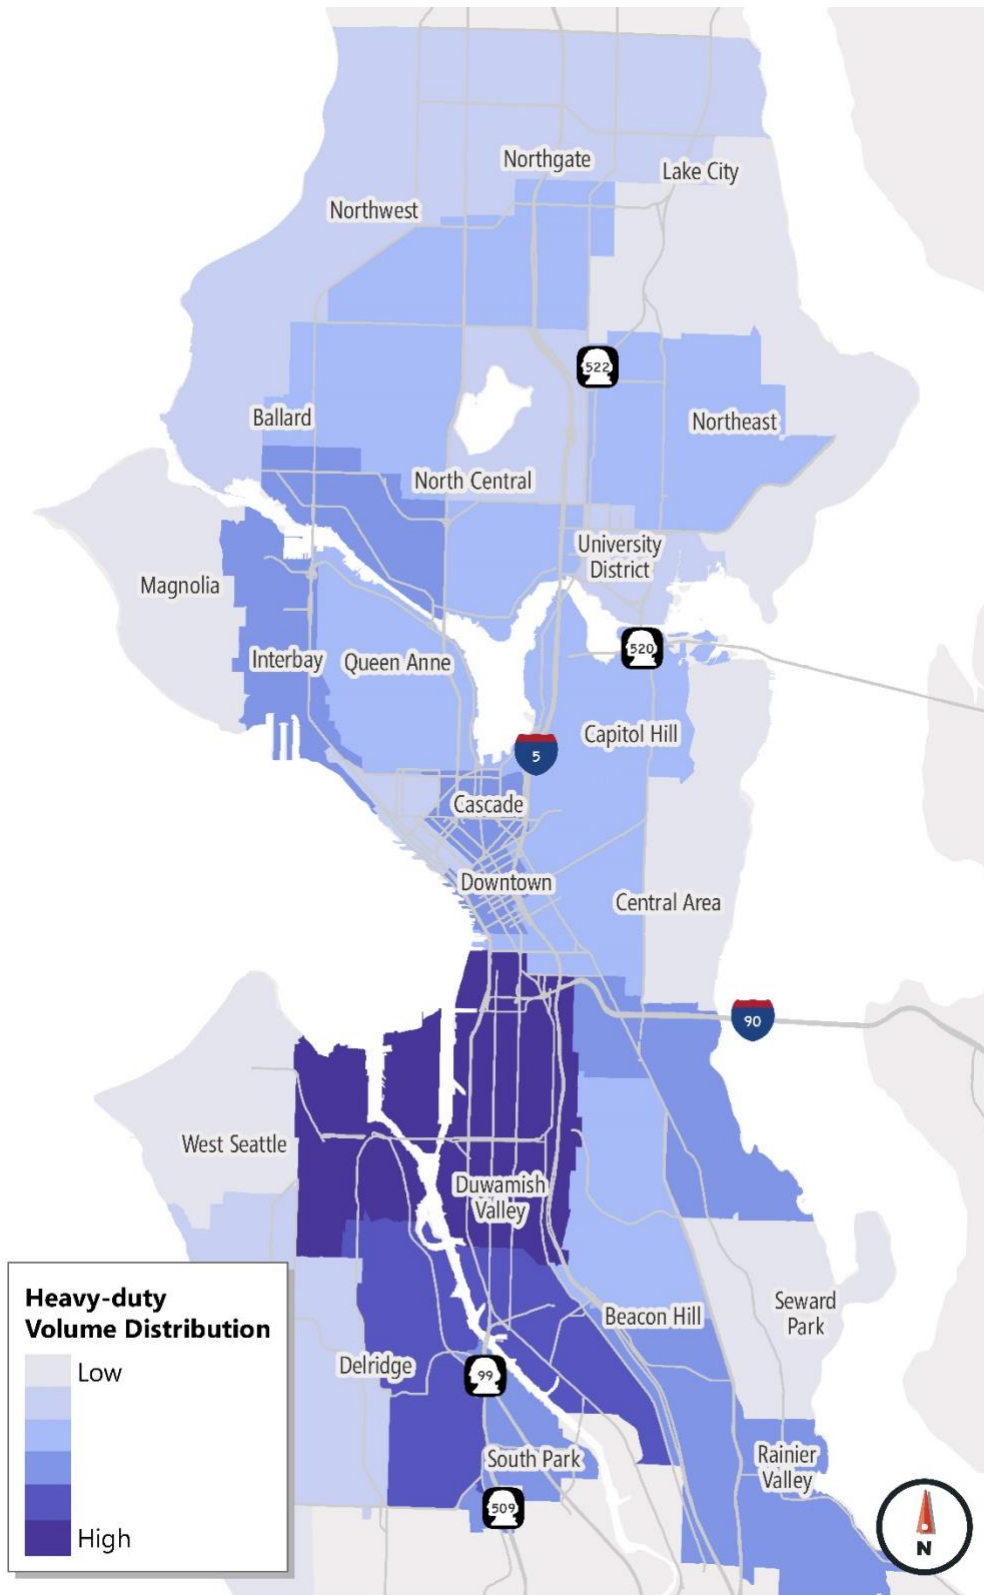 Northgate
Lake City
Northwest
522
Ballard
Northeast
North Central
University
District
Magnolia
520
Interbay
Queen Anne
Capitol Hill
5
Cascade
Downtown
Central Area
90
West Seattle
Duwamish
Valley
Seward
Park
Beacon Hill
Delridge
99
South Park
Rainier
Valley
509
Heavy-duty
Volume Distribution
Low
High
N